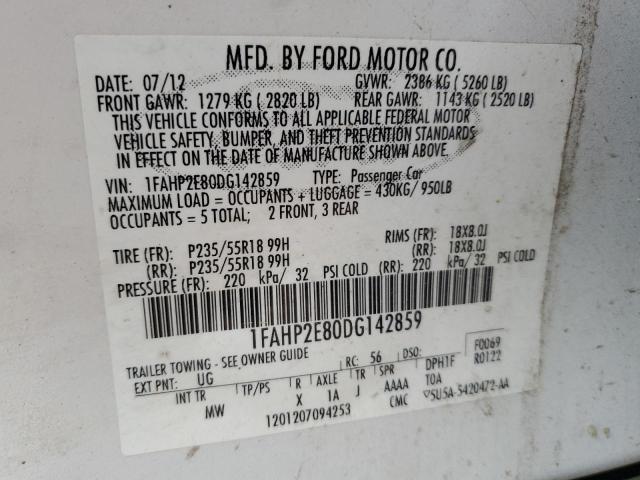 MFD. BY FORD MOTOR CO.
DATE: 07/12 GVWR: 2386 KG ( 5260 LB)
FRONT GAWR: 1279 KG ( 2820 LB) REAR GAWR: 1143 KG ( 2520 LB)
THIS VEHICLE CONFORMS TO ALL APPLICABLE FEDERAL MOTOR
VEHICLE SAFETY, BUMPER, AND THEFT PREVENTION STANDARDS
IN EFFECT ON THE DATE OF MANUFACTURE SHOWN ABOVE.
VIN: 1FAHP2E80DG142859 TYPE: Passenger Car
MAXIMUM LOAD = OCCUPANTS + LUGGAGE = 430KG/ 950LB
OCCUPANTS = 5 TOTAL; 2 FRONT, 3 REAR
TIRE (FR): P235/55R18 99H RIMS (FR): 18X8.0J
(RR): P235/55R18 99H (RR): 18X8.0J
PRESSURE (FR): 220 kPa/ 32 PSI COLD (RR): 220 kPa/ 32 PSI COLD
1FAHP2E80DG142859
TRAILER TOWING - SEE OWNER GUIDE RC: 56 DSO: F0069
EXT PNT: UG R0122
INT TR TP/PS R AXLE TR SPR DPH1F
MW X 1A J AAAA TOA
1201207094253 CMC ▽5U5A-5420472-AA